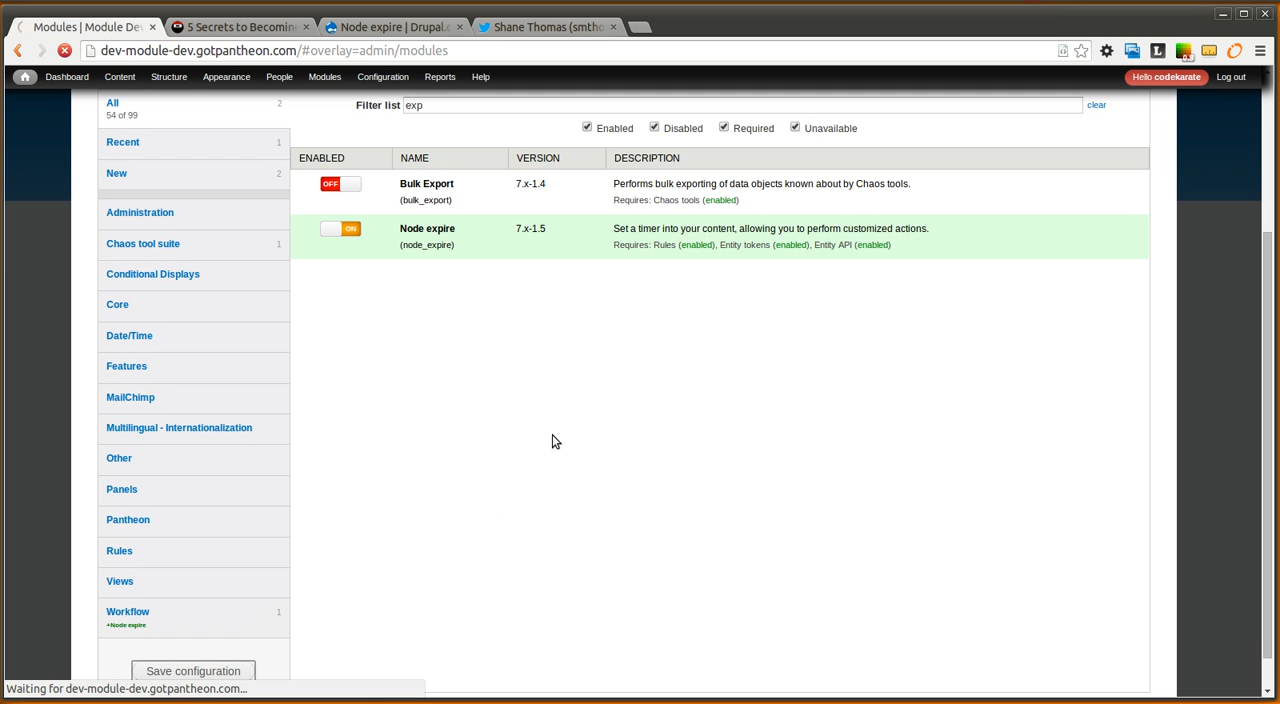 Modules | Module De
5 Secrets to Becomin
Node expire | Drupal.c
Shane Thomas (smtho
dev-module-dev.gotpantheon.com/#overlay=admin/modules
Dashboard Content Structure Appearance People Modules Configuration Reports Help Hello codekarate Log out
All 2
54 of 99
Recent 1
New 2
Administration
Chaos tool suite 1
Conditional Displays
Core
Date/Time
Features
MailChimp
Multilingual - Internationalization
Other
Panels
Pantheon
Rules
Views
Workflow 1
+Node expire
Save configuration
Filter list exp clear
Enabled Disabled Required Unavailable
ENABLED NAME VERSION DESCRIPTION
OFF Bulk Export 7.x-1.4 Performs bulk exporting of data objects known about by Chaos tools.
(bulk_export) Requires: Chaos tools (enabled)
ON Node expire 7.x-1.5 Set a timer into your content, allowing you to perform customized actions.
(node_expire) Requires: Rules (enabled), Entity tokens (enabled), Entity API (enabled)
Waiting for dev-module-dev.gotpantheon.com...